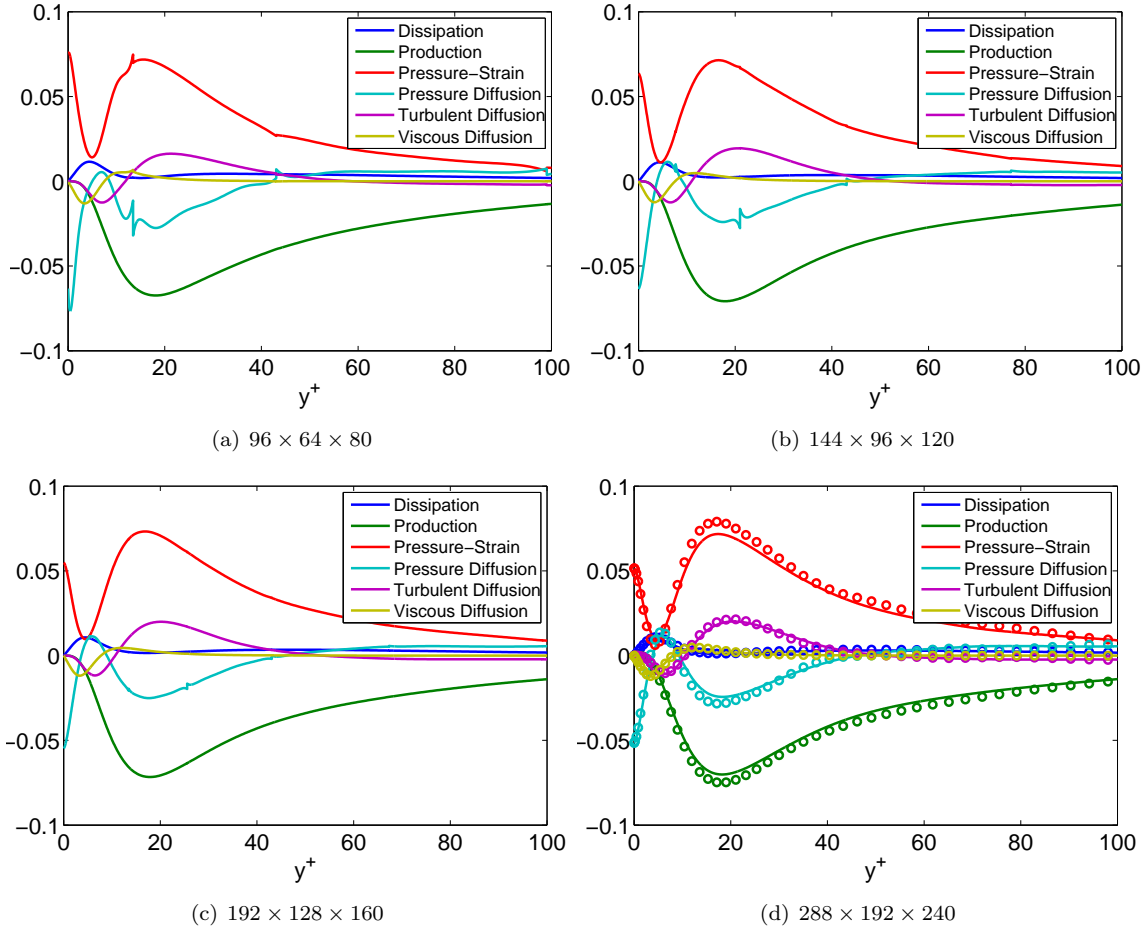 0.1
0.05
0
−0.05
−0.1
Dissipation
Production
Pressure−Strain
Pressure Diffusion
Turbulent Diffusion
Viscous Diffusion
0 20 40 60 80 100
y+
(a) 96 × 64 × 80
0.1
0.05
0
−0.05
−0.1
Dissipation
Production
Pressure−Strain
Pressure Diffusion
Turbulent Diffusion
Viscous Diffusion
0 20 40 60 80 100
y+
(b) 144 × 96 × 120
0.1
0.05
0
−0.05
−0.1
Dissipation
Production
Pressure−Strain
Pressure Diffusion
Turbulent Diffusion
Viscous Diffusion
0 20 40 60 80 100
y+
(c) 192 × 128 × 160
0.1
0.05
0
−0.05
−0.1
Dissipation
Production
Pressure−Strain
Pressure Diffusion
Turbulent Diffusion
Viscous Diffusion
0 20 40 60 80 100
y+
(d) 288 × 192 × 240